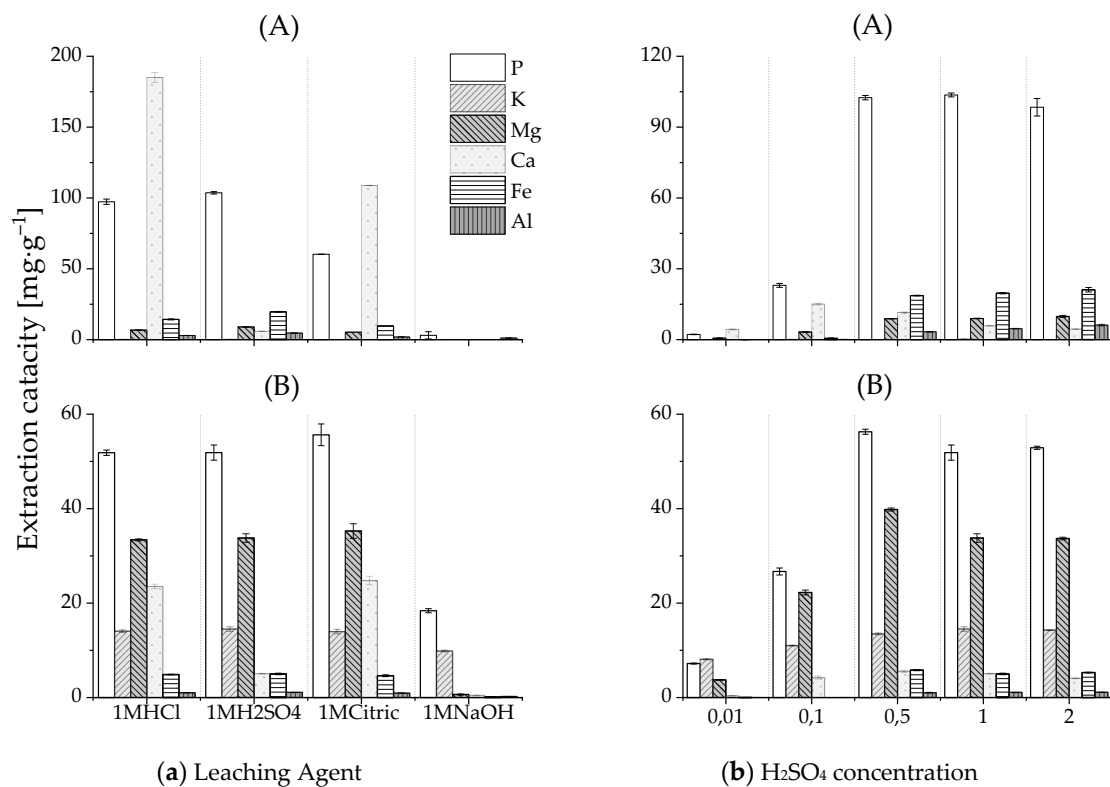 (A)
200
150
100
50
0
P
K
Mg
Ca
Fe
Al
(A)
120
90
60
30
0
Extraction catacity [mg·g⁻¹]
(B)
60
40
20
0
1MHCl 1MH2SO4 1MCitric 1MNaOH
(B)
60
40
20
0
0,01 0,1 0,5 1 2
(a) Leaching Agent
(b) H₂SO₄ concentration